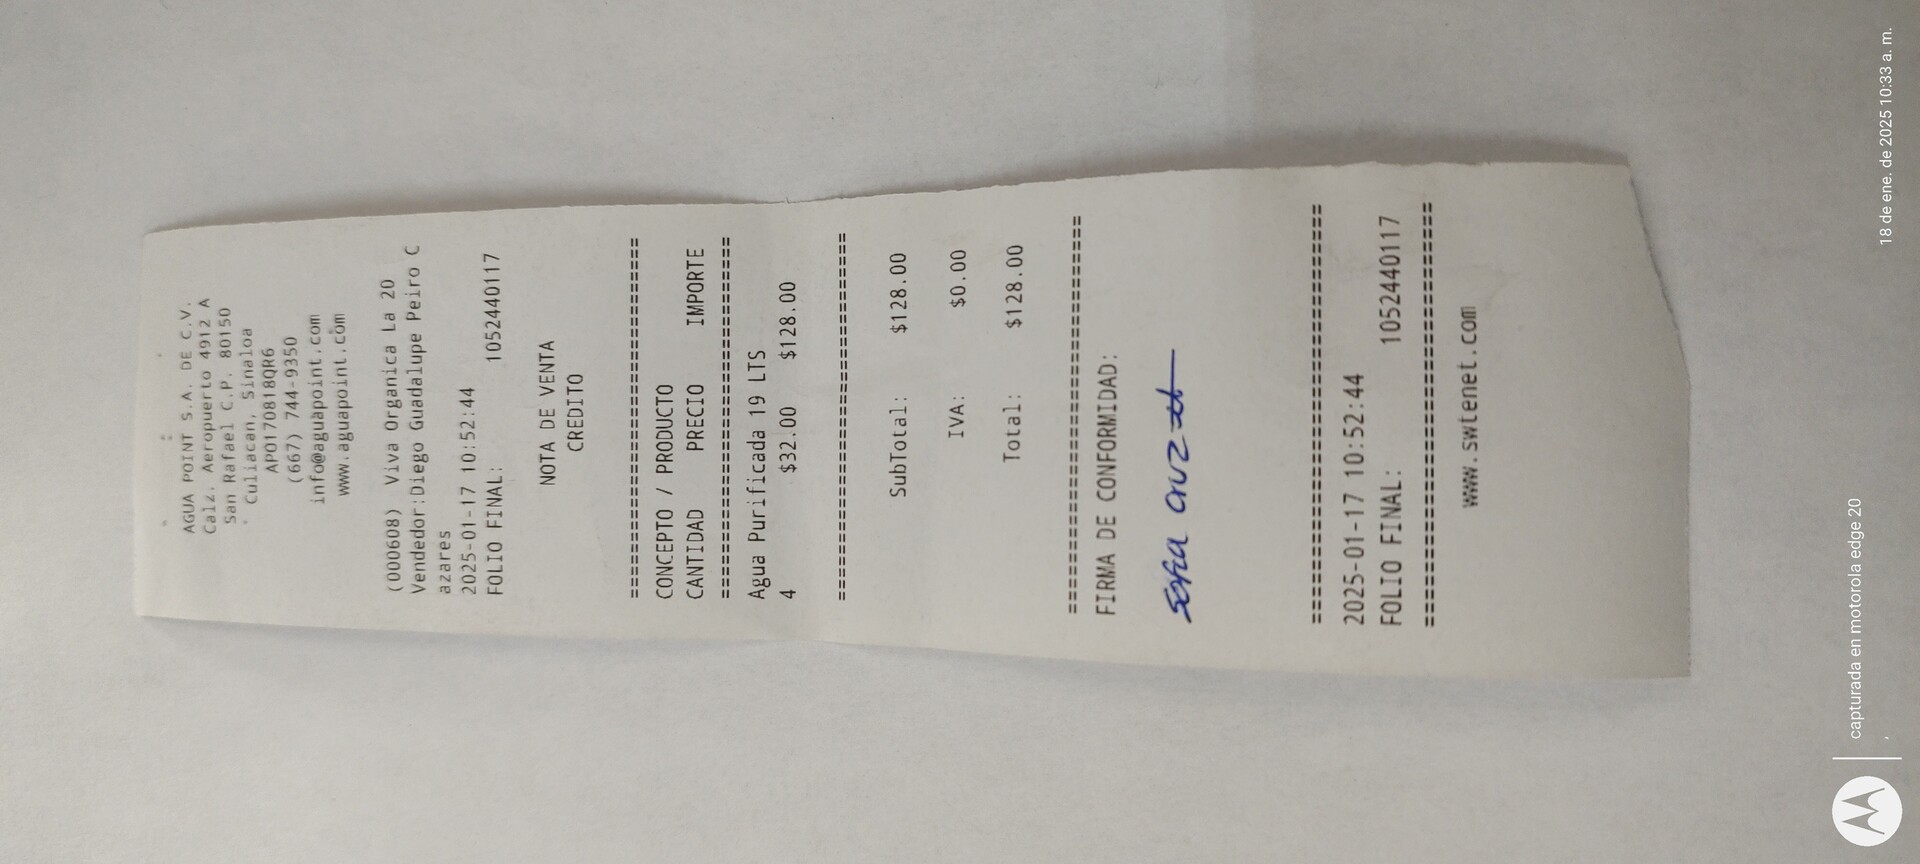 AGUA POINT S.A. DE C.V.
Calz. Aeropuerto 4912 A
San Rafael C.P. 80150
Culiacan, Sinaloa
APO170818QR6
(667) 744-9350
info@aguapoint.com
www.aguapoint.com
(000608) Viva Organica La 20
Vendedor:Diego Guadalupe Peiro C
azares
2025-01-17 10:52:44
FOLIO FINAL: 1052440117
NOTA DE VENTA
CREDITO
================================
CONCEPTO / PRODUCTO
CANTIDAD PRECIO IMPORTE
================================
Agua Purificada 19 LTS
4 $32.00 $128.00
================================
SubTotal: $128.00
IVA: $0.00
Total: $128.00
================================
FIRMA DE CONFORMIDAD:
Sofia Cruz
================================
2025-01-17 10:52:44
FOLIO FINAL: 1052440117
================================
www.swtenet.com
capturada en motorola edge 20
18 de ene. de 2025 10:33 a. m.